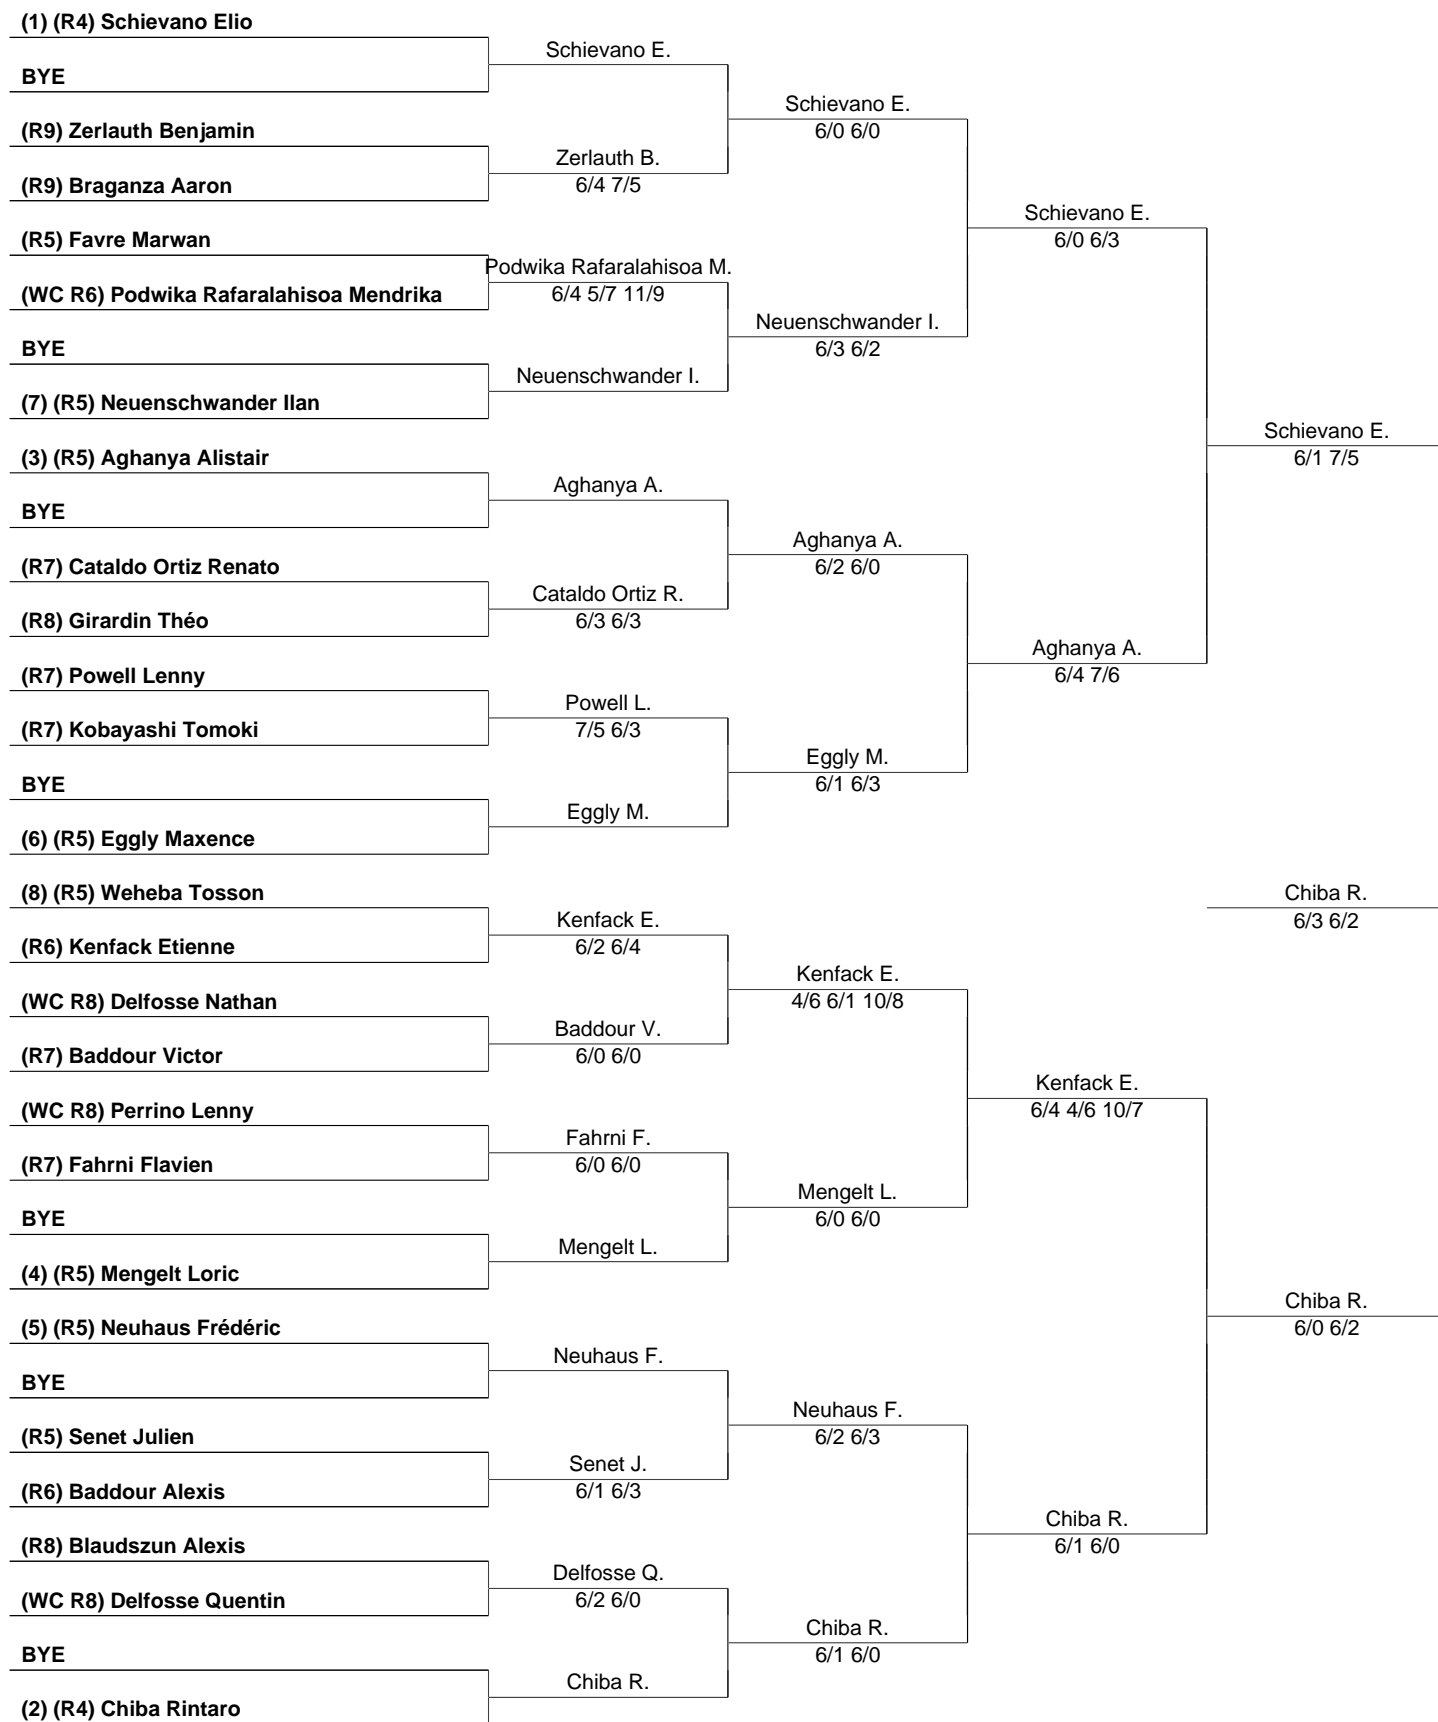 (1) (R4) Schievano Elio
Schievano E.
BYE
Schievano E.
6/0 6/0
(R9) Zerlauth Benjamin
Zerlauth B.
6/4 7/5
(R9) Braganza Aaron
Schievano E.
6/0 6/3
(R5) Favre Marwan
Podwika Rafaralahisoa M.
6/4 5/7 11/9
(WC R6) Podwika Rafaralahisoa Mendrika
Neuenschwander I.
6/3 6/2
BYE
Neuenschwander I.
(7) (R5) Neuenschwander Ilan
Schievano E.
6/1 7/5
(3) (R5) Aghanya Alistair
Aghanya A.
BYE
Aghanya A.
6/2 6/0
(R7) Cataldo Ortiz Renato
Cataldo Ortiz R.
6/3 6/3
(R8) Girardin Théo
Aghanya A.
6/4 7/6
(R7) Powell Lenny
Powell L.
7/5 6/3
(R7) Kobayashi Tomoki
Eggly M.
6/1 6/3
BYE
Eggly M.
(6) (R5) Eggly Maxence
(8) (R5) Weheba Tosson
Chiba R.
6/3 6/2
Kenfack E.
6/2 6/4
(R6) Kenfack Etienne
Kenfack E.
4/6 6/1 10/8
(WC R8) Delfosse Nathan
Baddour V.
6/0 6/0
(R7) Baddour Victor
Kenfack E.
6/4 4/6 10/7
(WC R8) Perrino Lenny
Fahrni F.
6/0 6/0
(R7) Fahrni Flavien
Mengelt L.
6/0 6/0
BYE
Mengelt L.
(4) (R5) Mengelt Loric
Chiba R.
6/0 6/2
(5) (R5) Neuhaus Frédéric
Neuhaus F.
BYE
Neuhaus F.
6/2 6/3
(R5) Senet Julien
Senet J.
6/1 6/3
(R6) Baddour Alexis
Chiba R.
6/1 6/0
(R8) Blaudszun Alexis
Delfosse Q.
6/2 6/0
(WC R8) Delfosse Quentin
Chiba R.
6/1 6/0
BYE
Chiba R.
(2) (R4) Chiba Rintaro